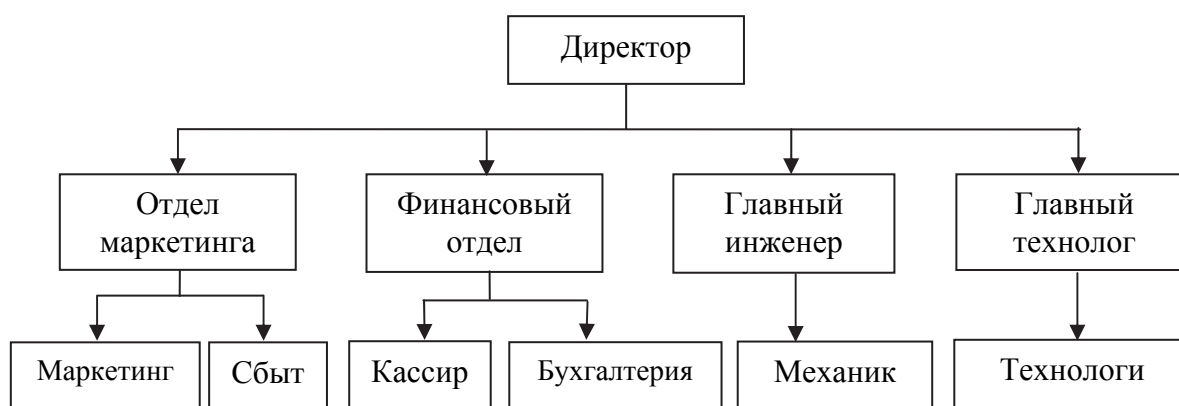 Директор
Отдел
маркетинга
Финансовый
отдел
Главный
инженер
Главный
технолог
Маркетинг
Сбыт
Кассир
Бухгалтерия
Механик
Технологи